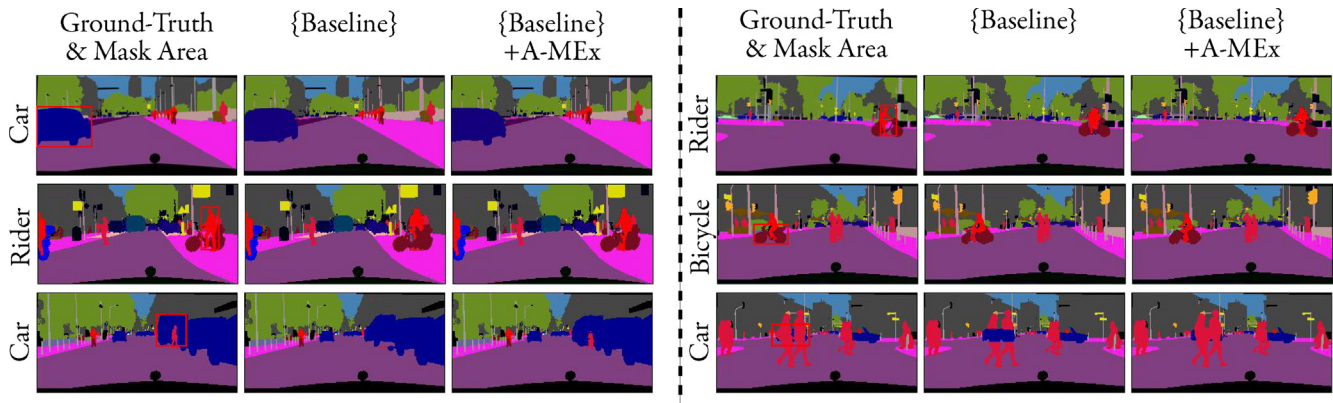 Ground-Truth
& Mask Area
{Baseline}
{Baseline}
+A-MEx
Car
Rider
Car
Ground-Truth
& Mask Area
{Baseline}
{Baseline}
+A-MEx
Rider
Bicycle
Car